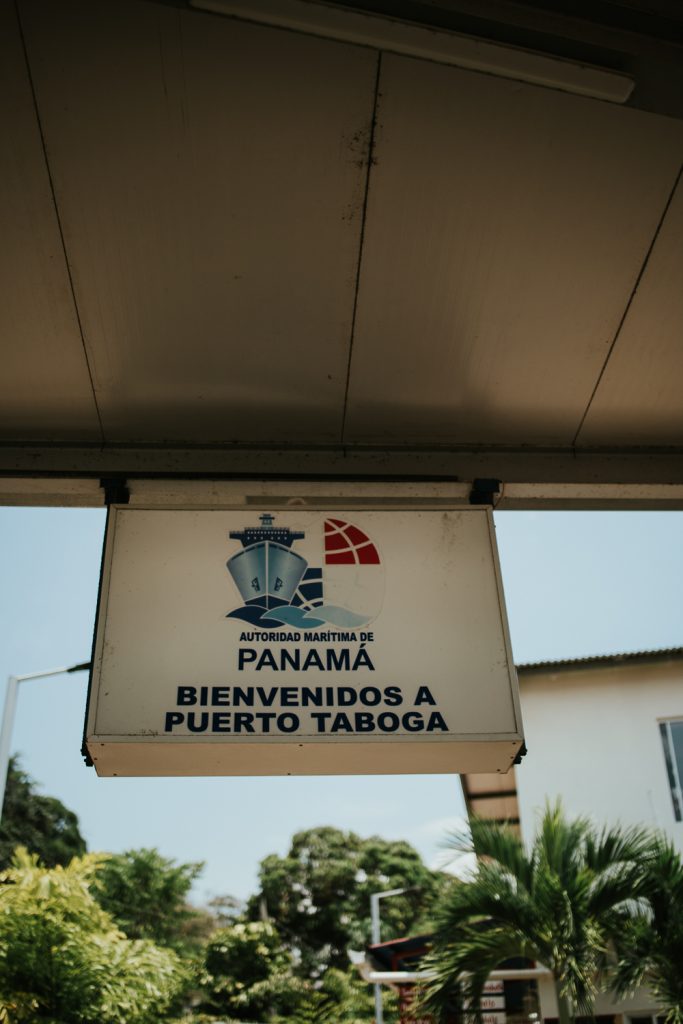 AUTORIDAD MARÍTIMA DE
PANAMÁ
BIENVENIDOS A
PUERTO TABOGA